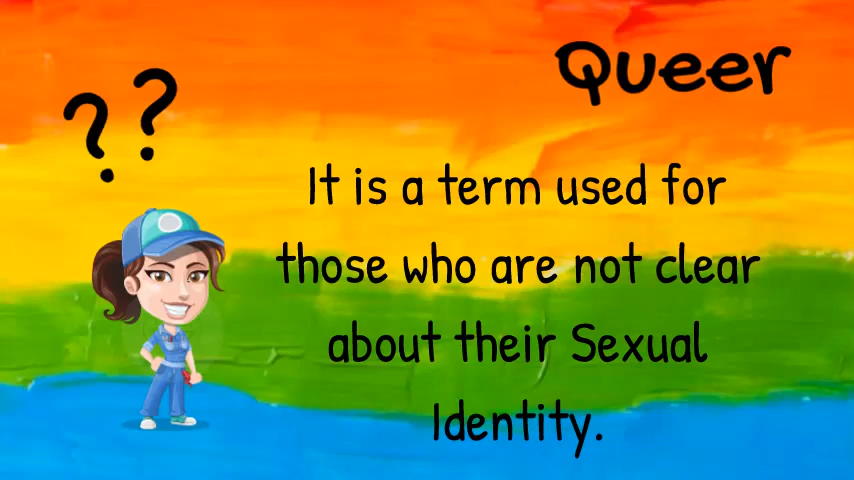 Queer
??
It is a term used for
those who are not clear
about their Sexual
Identity.